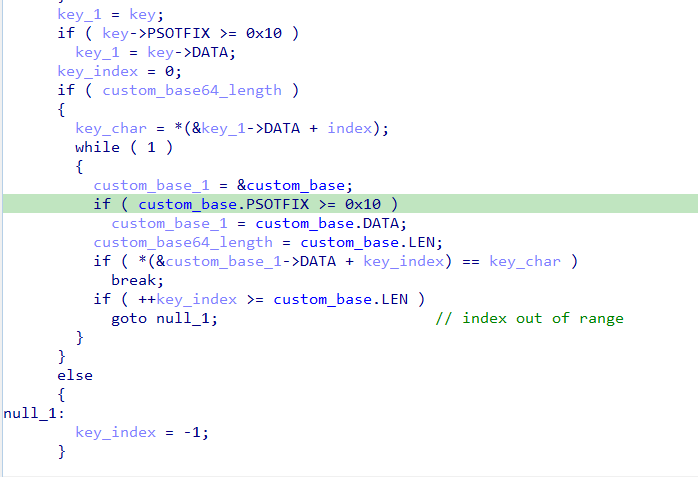 key_1 = key;
if ( key->PSOTFIX >= 0x10 )
key_1 = key->DATA;
key_index = 0;
if ( custom_base64_length )
{
key_char = *(&key_1->DATA + index);
while ( 1 )
{
custom_base_1 = &custom_base;
if ( custom_base.PSOTFIX >= 0x10 )
custom_base_1 = custom_base.DATA;
custom_base64_length = custom_base.LEN;
if ( *(&custom_base_1->DATA + key_index) == key_char )
break;
if ( ++key_index >= custom_base.LEN )
goto null_1; // index out of range
}
}
else
{
null_1:
key_index = -1;
}